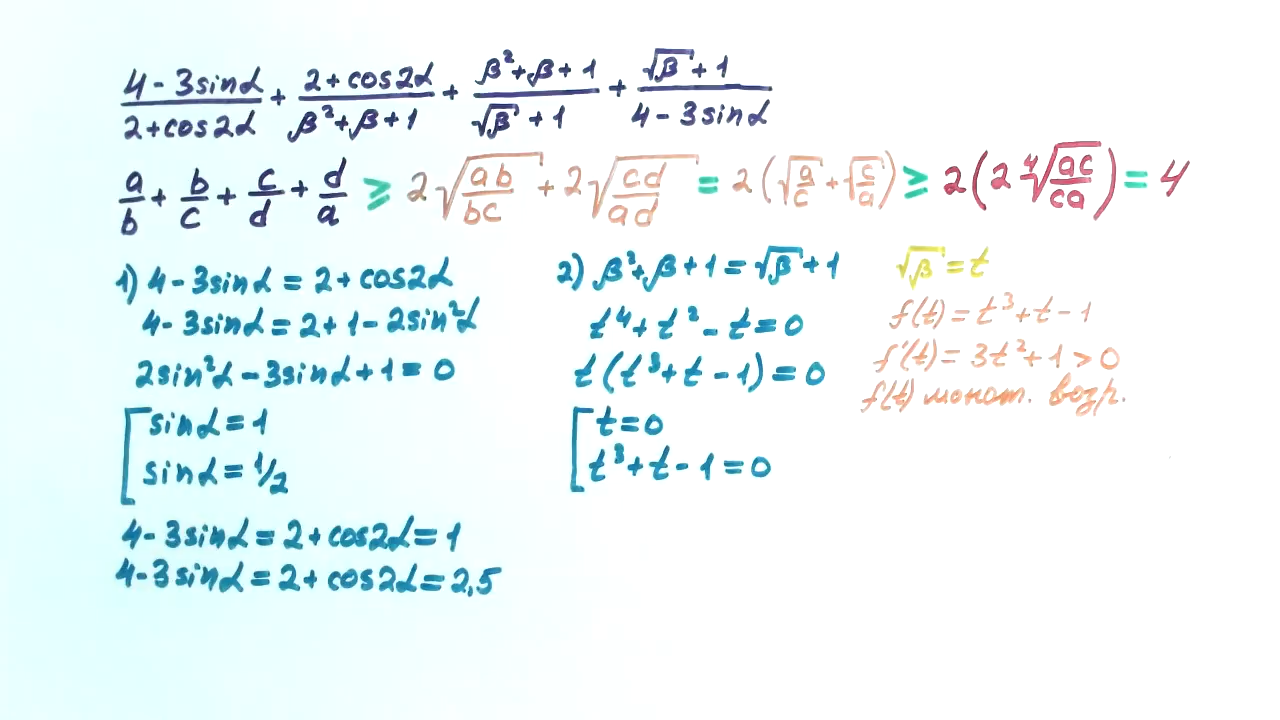 (4 - 3sinα)/(2 + cos2α) + (2 + cos2α)/(β² + β + 1) + (β² + β + 1)/(√β + 1) + (√β + 1)/(4 - 3sinα)
a/b + b/c + c/d + d/a ≥ 2√(ab/bc) + 2√(cd/ad) = 2(√(a/c) + √(c/a)) ≥ 2(2 ⁴√(ac/ca)) = 4
1) 4 - 3sinα = 2 + cos2α
4 - 3sinα = 2 + 1 - 2sin²α
2sin²α - 3sinα + 1 = 0
[ sinα = 1
sinα = 1/2
4 - 3sinα = 2 + cos2α = 1
4 - 3sinα = 2 + cos2α = 2,5
2) β² + β + 1 = √β + 1
t⁴ + t² - t = 0
t(t³ + t - 1) = 0
[ t = 0
t³ + t - 1 = 0
√β = t
f(t) = t³ + t - 1
f'(t) = 3t² + 1 > 0
f(t) монот. возр.